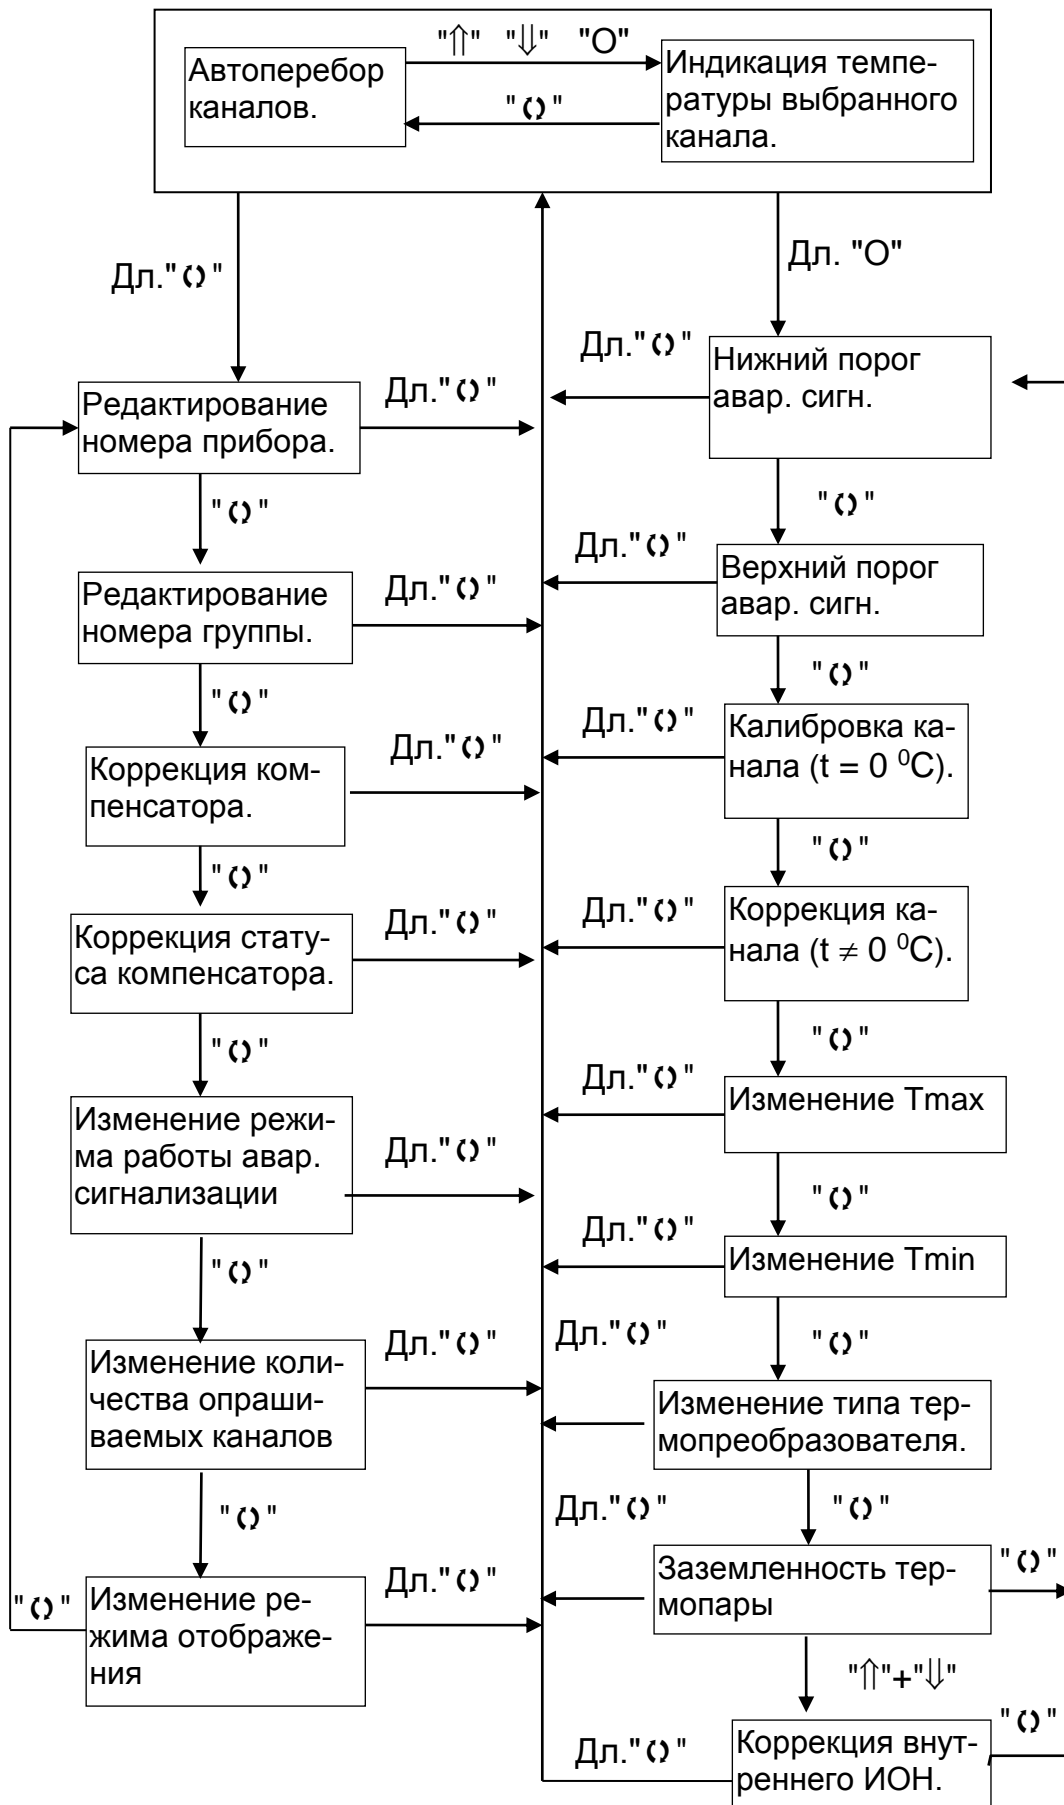 "⇑" "⇓" "О"
Автоперебор
каналов.
"🗘"
Индикация темпе-
ратуры выбранного
канала.
Дл."🗘"
Дл. "О"
Редактирование
номера прибора.
Дл."🗘"
"🗘"
Редактирование
номера группы.
Дл."🗘"
"🗘"
Коррекция ком-
пенсатора.
Дл."🗘"
"🗘"
Коррекция стату-
са компенсатора.
Дл."🗘"
"🗘"
Изменение режи-
ма работы авар.
сигнализации
Дл."🗘"
"🗘"
Изменение коли-
чества опраши-
ваемых каналов
Дл."🗘"
"🗘"
"🗘"
Изменение ре-
жима отображе-
ния
Дл."🗘"
Дл."🗘"
Нижний порог
авар. сигн.
"🗘"
Дл."🗘"
Верхний порог
авар. сигн.
"🗘"
Дл."🗘"
Калибровка ка-
нала (t = 0 ⁰С).
"🗘"
Дл."🗘"
Коррекция ка-
нала (t ≠ 0 ⁰С).
"🗘"
Дл."🗘"
Изменение Tmax
"🗘"
Дл."🗘"
Изменение Tmin
"🗘"
Дл."🗘"
Изменение типа тер-
мопреобразователя.
"🗘"
Дл."🗘"
Заземленность тер-
мопары
"🗘"
"⇑"+"⇓"
Дл."🗘"
Коррекция внут-
реннего ИОН.
"🗘"